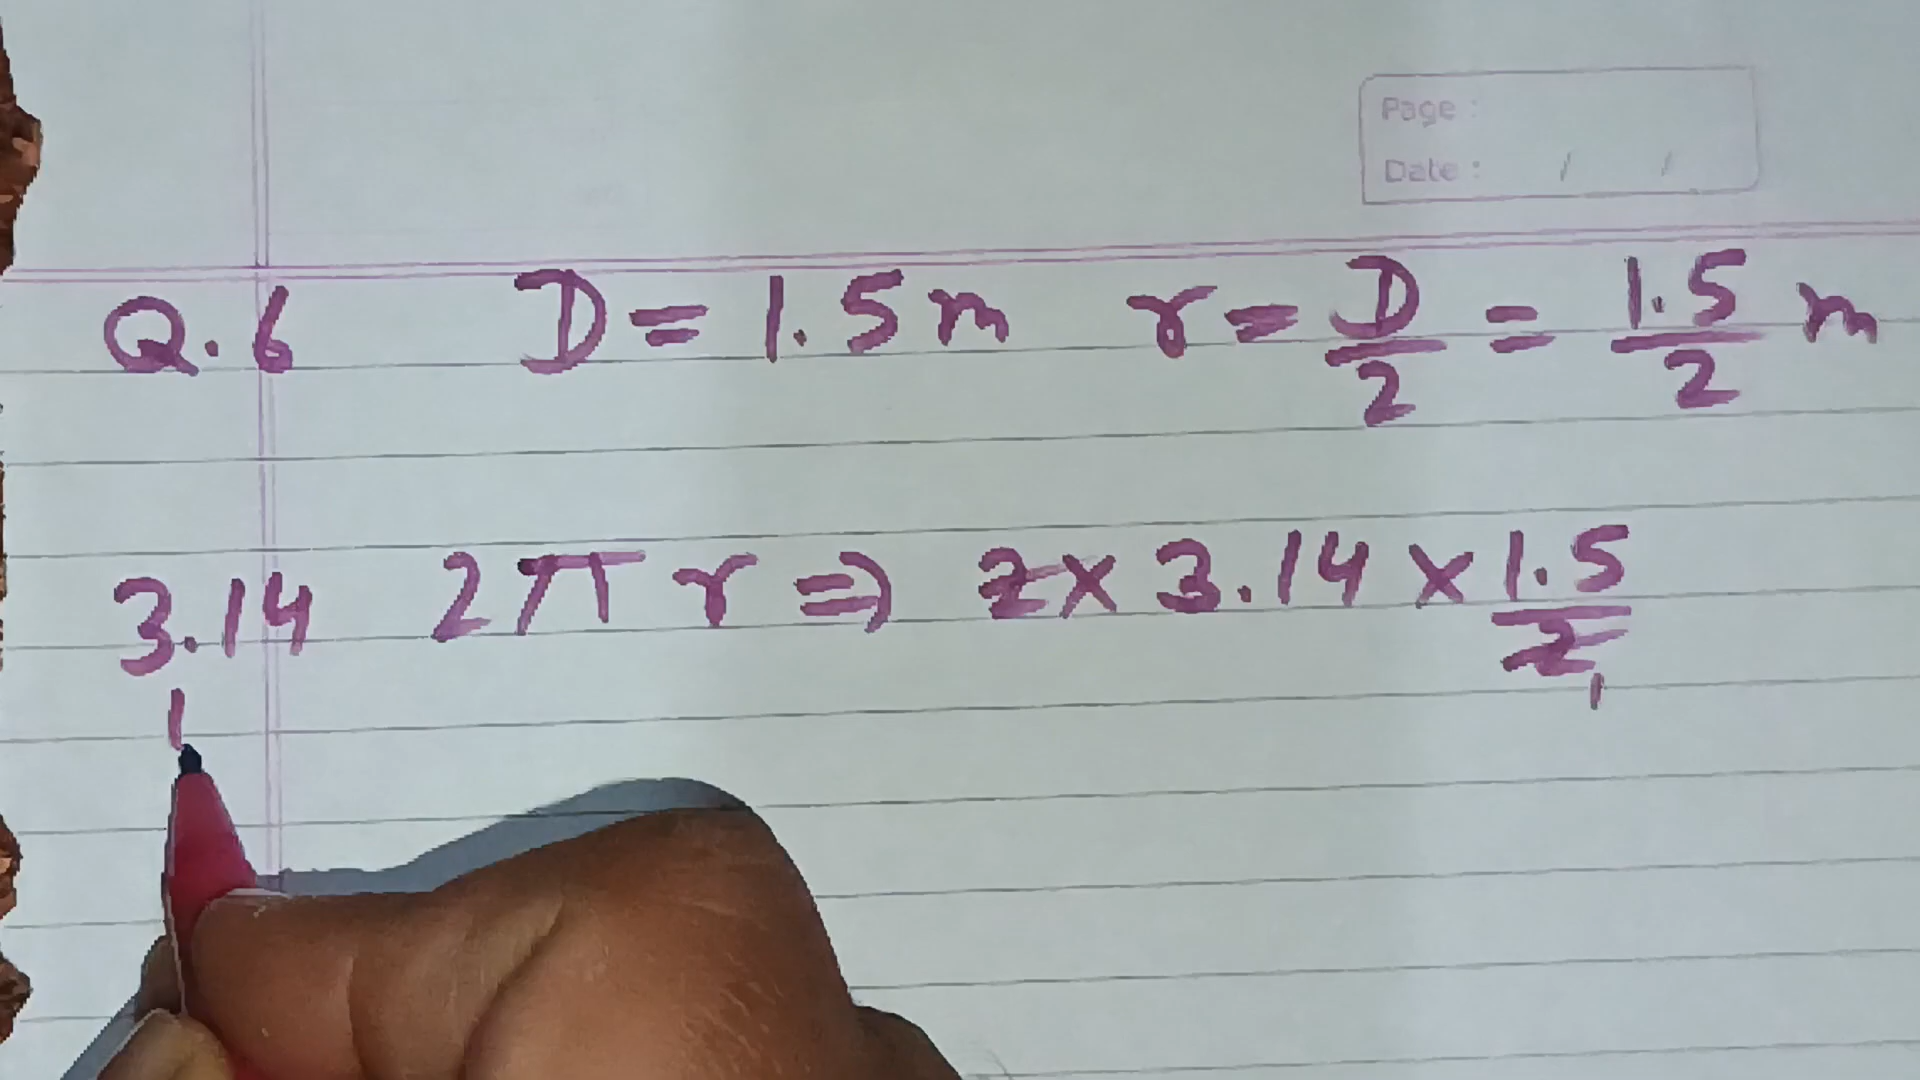 Page :
Date : / /
Q.6 D = 1.5 m r = D/2 = 1.5/2 m
3.14 2πr ⇒ 2 × 3.14 × 1.5/2
1 1